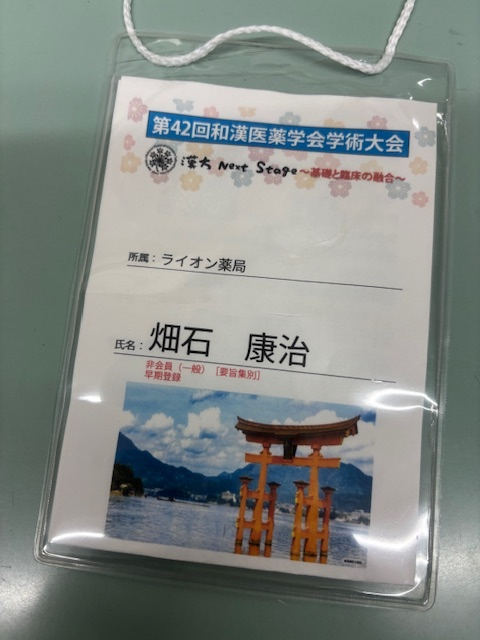 第42回和漢医薬学会学術大会
漢方 Next Stage～基礎と臨床の融合～
所属：ライオン薬局
氏名：畑石　康治
非会員（一般）［要旨集別］
早期登録